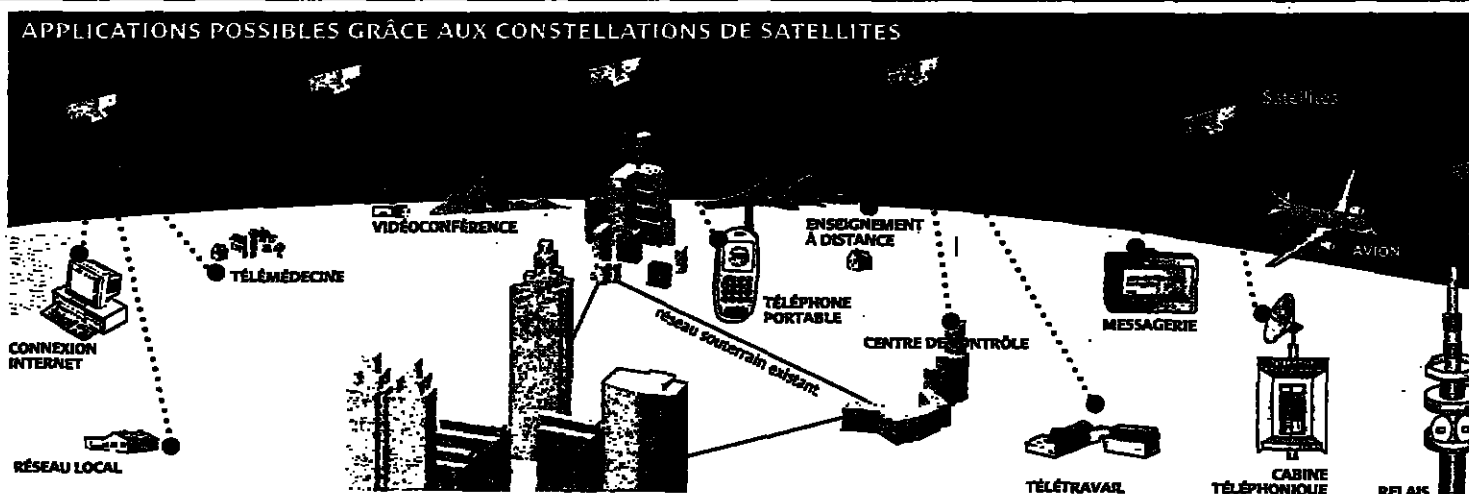 APPLICATIONS POSSIBLES GRÂCE AUX CONSTELLATIONS DE SATELLITES
Satellites
VIDÉOCONFÉRENCE
ENSEIGNEMENT
À DISTANCE
AVION
TÉLÉMÉDECINE
TÉLÉPHONE
PORTABLE
MESSAGERIE
réseau souterrain existant
CENTRE DE CONTRÔLE
CONNEXION
INTERNET
RÉSEAU LOCAL
TÉLÉTRAVAIL
CABINE
TÉLÉPHONIQUE
RELAIS